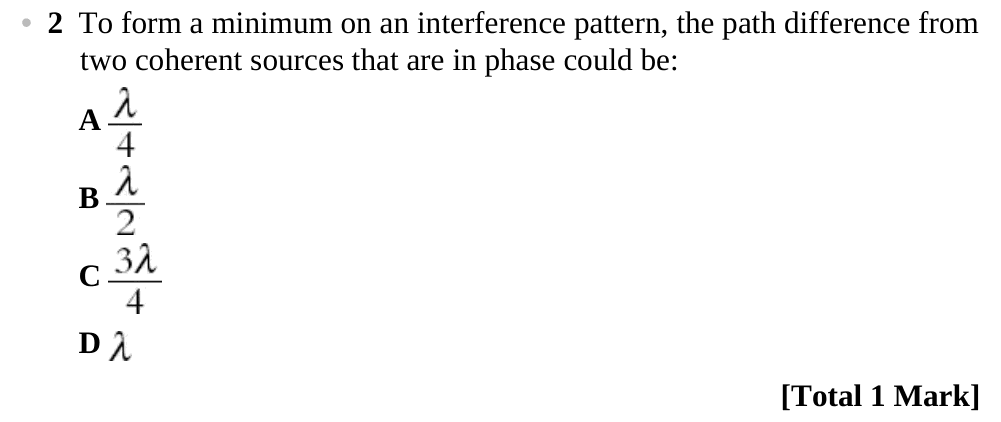 • 2 To form a minimum on an interference pattern, the path difference from
two coherent sources that are in phase could be:
A λ/4
B λ/2
C 3λ/4
D λ
[Total 1 Mark]